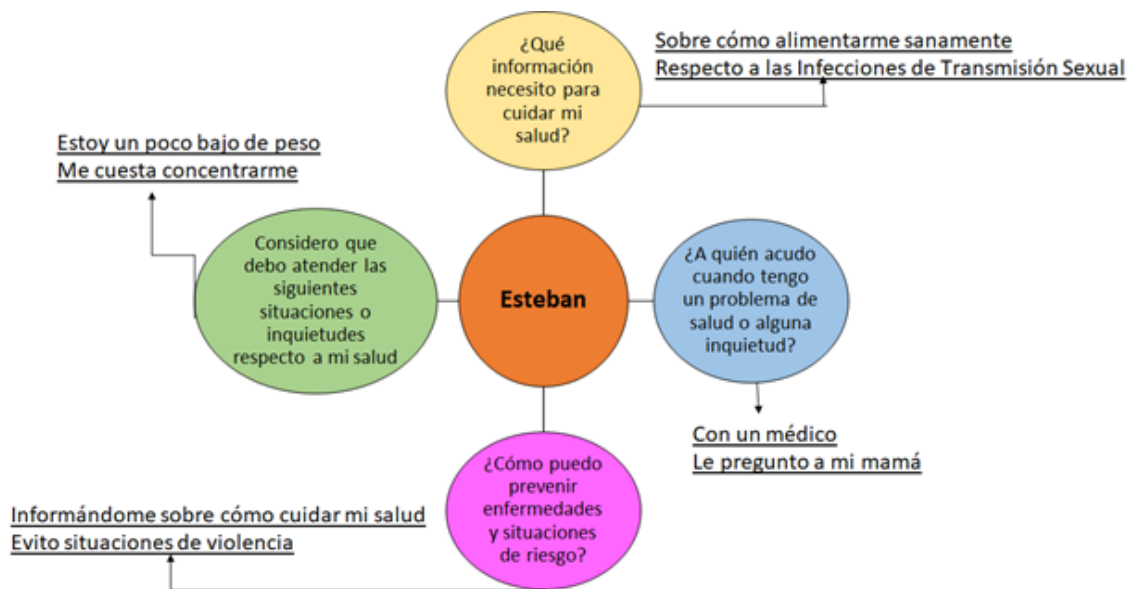 ¿Qué
información
necesito para
cuidar mi
salud?
Sobre cómo alimentarme sanamente
Respecto a las Infecciones de Transmisión Sexual
Estoy un poco bajo de peso
Me cuesta concentrarme
Considero que
debo atender las
siguientes
situaciones o
inquietudes
respecto a mi salud
Esteban
¿A quién acudo
cuando tengo
un problema de
salud o alguna
inquietud?
Con un médico
Le pregunto a mi mamá
¿Cómo puedo
prevenir
enfermedades
y situaciones
de riesgo?
Informándome sobre cómo cuidar mi salud
Evito situaciones de violencia